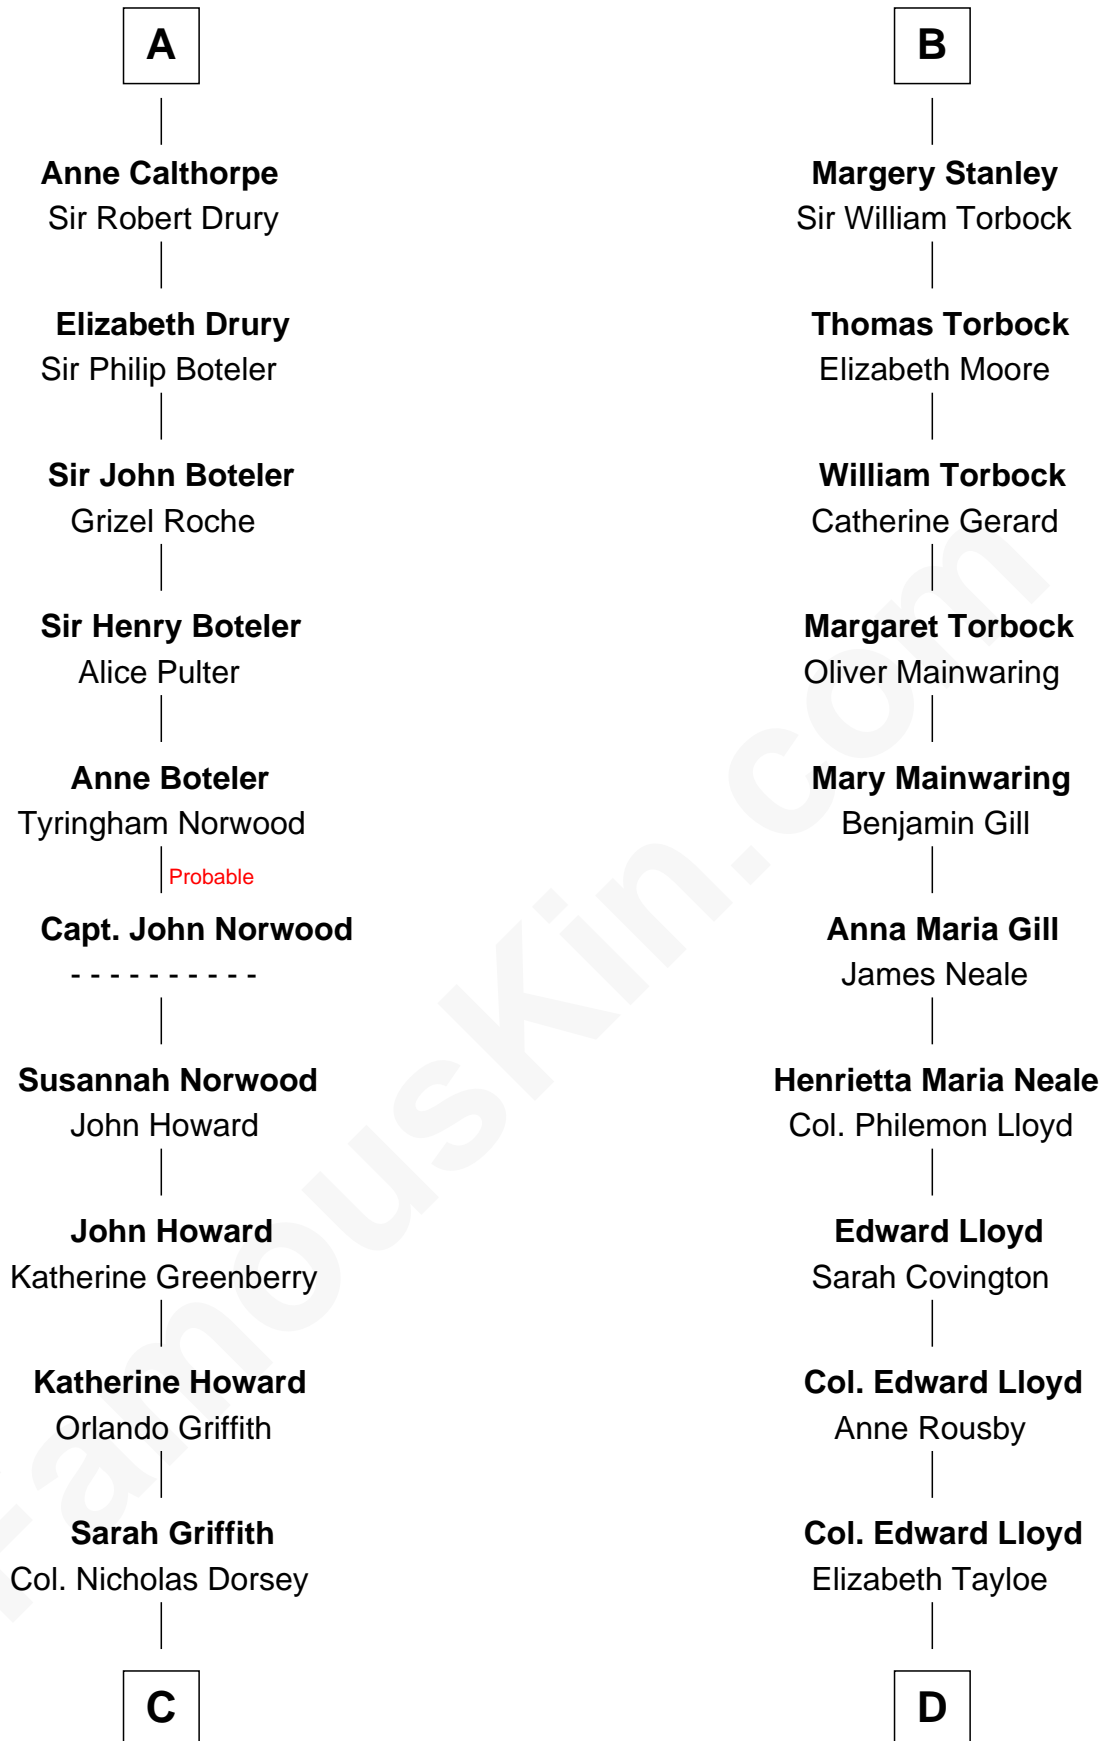 A
Anne Calthorpe
Sir Robert Drury
Elizabeth Drury
Sir Philip Boteler
Sir John Boteler
Grizel Roche
Sir Henry Boteler
Alice Pulter
Anne Boteler
Tyringham Norwood
Probable
Capt. John Norwood
- - - - - - - - - -
Susannah Norwood
John Howard
John Howard
Katherine Greenberry
Katherine Howard
Orlando Griffith
Sarah Griffith
Col. Nicholas Dorsey
C
B
Margery Stanley
Sir William Torbock
Thomas Torbock
Elizabeth Moore
William Torbock
Catherine Gerard
Margaret Torbock
Oliver Mainwaring
Mary Mainwaring
Benjamin Gill
Anna Maria Gill
James Neale
Henrietta Maria Neale
Col. Philemon Lloyd
Edward Lloyd
Sarah Covington
Col. Edward Lloyd
Anne Rousby
Col. Edward Lloyd
Elizabeth Tayloe
D
FamousKin.com